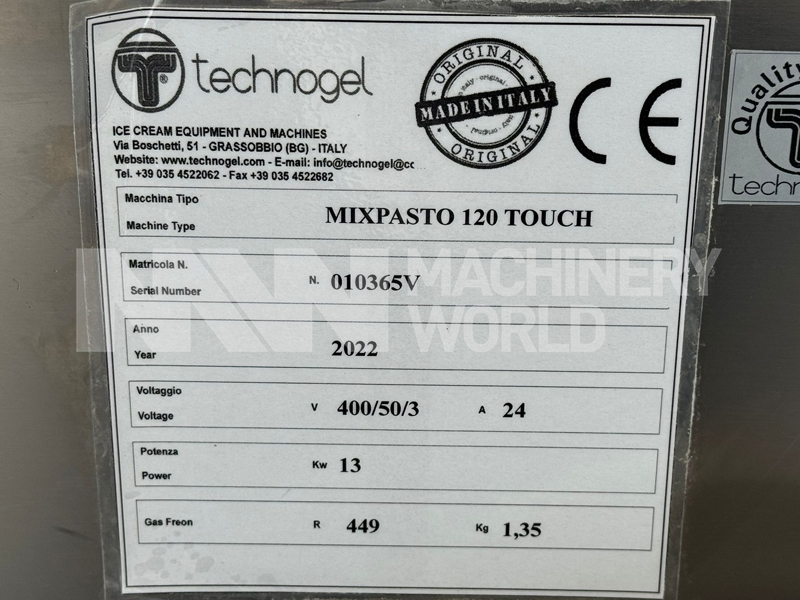 technogel
ORIGINAL
MADE IN ITALY
ORIGINAL
CE
ICE CREAM EQUIPMENT AND MACHINES
Via Boschetti, 51 - GRASSOBBIO (BG) - ITALY
Website: www.technogel.com - E-mail: info@technogel@cc
Tel. +39 035 4522062 - Fax +39 035 4522682
Quality
techn
Macchina Tipo
Machine Type MIXPASTO 120 TOUCH
Matricola N.
Serial Number N. 010365V
MACHINERY
WORLD
Anno
Year 2022
Voltaggio
Voltage V 400/50/3 A 24
Potenza
Power Kw 13
Gas Freon R 449 Kg 1,35